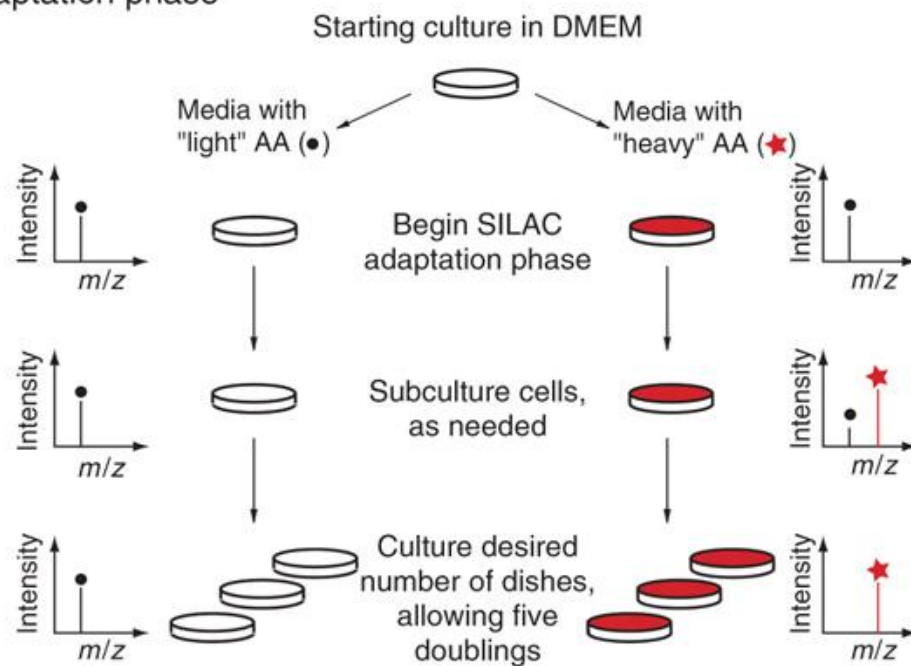 phase
Starting culture in DMEM
Media with
"light" AA (●)
Media with
"heavy" AA (★)
Intensity
m/z
Begin SILAC
adaptation phase
Intensity
m/z
Intensity
m/z
Subculture cells,
as needed
Intensity
m/z
Intensity
m/z
Culture desired
number of dishes,
allowing five
doublings
Intensity
m/z